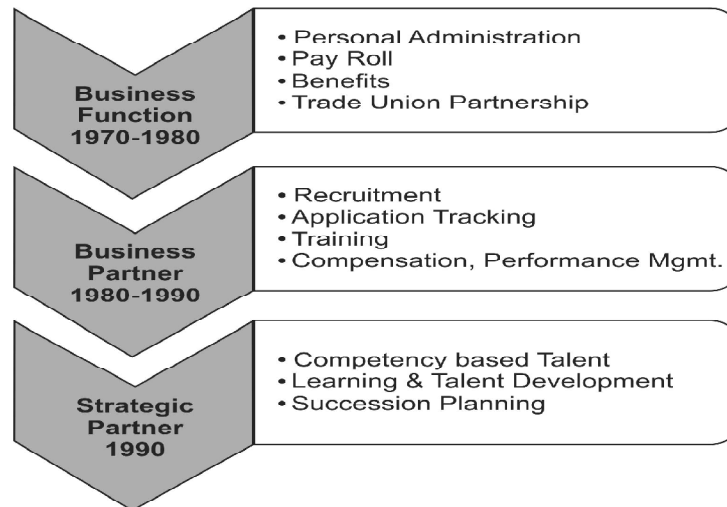 Business
Function
1970-1980
• Personal Administration
• Pay Roll
• Benefits
• Trade Union Partnership
Business
Partner
1980-1990
• Recruitment
• Application Tracking
• Training
• Compensation, Performance Mgmt.
Strategic
Partner
1990
• Competency based Talent
• Learning & Talent Development
• Succession Planning